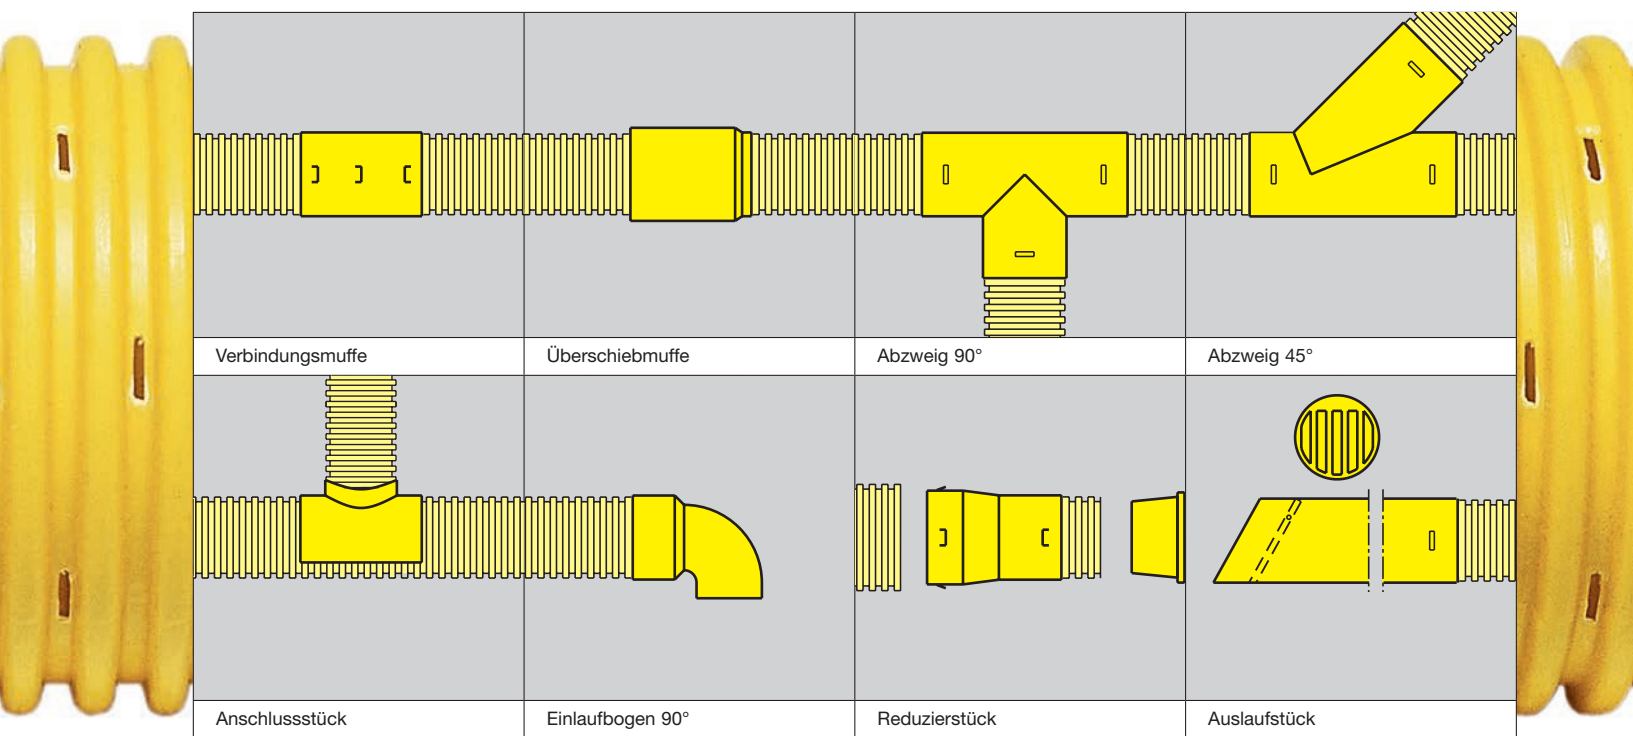 Verbindungsmuffe
Überschiebmuffe
Abzweig 90°
Abzweig 45°
Anschlussstück
Einlaufbogen 90°
Reduzierstück
Auslaufstück